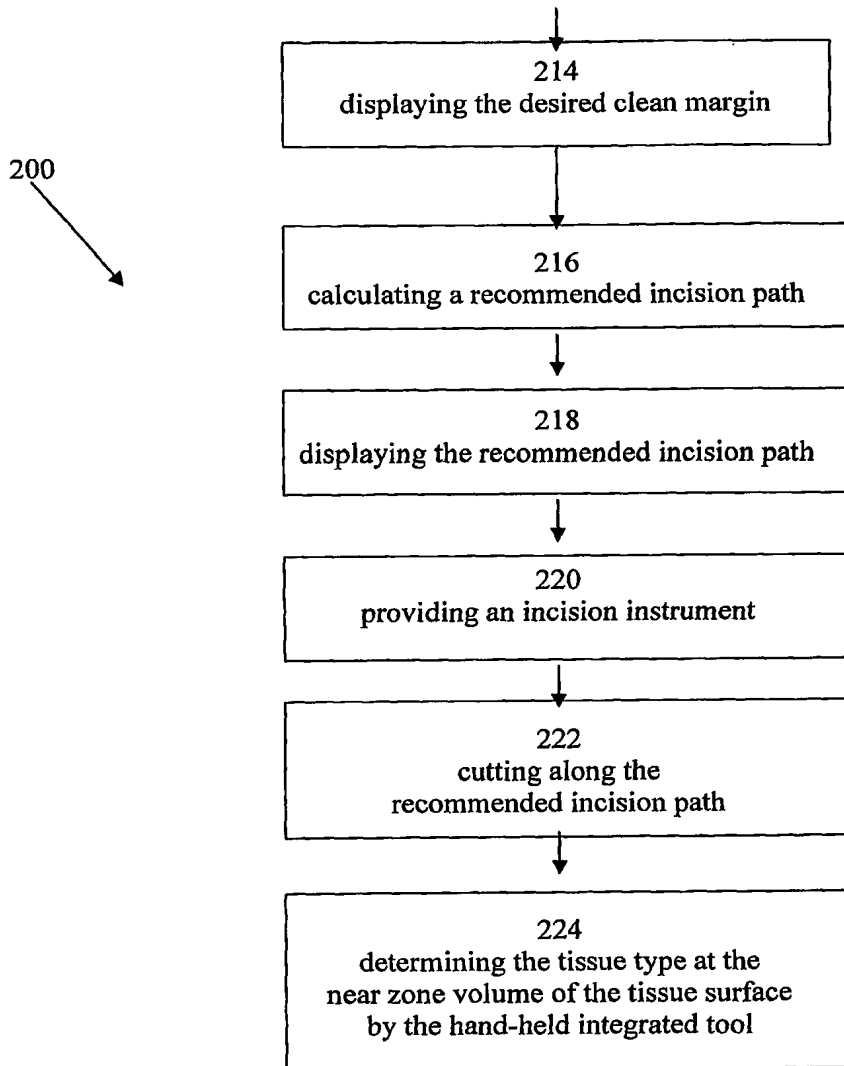 214
displaying the desired clean margin
200
216
calculating a recommended incision path
218
displaying the recommended incision path
220
providing an incision instrument
222
cutting along the
recommended incision path
224
determining the tissue type at the
near zone volume of the tissue surface
by the hand-held integrated tool